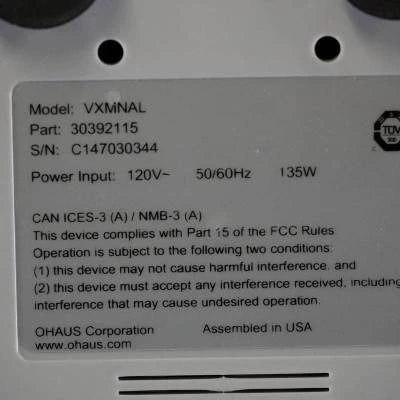 Model: VXMNAL
Part: 30392115
S/N: C147030344
Power Input: 120V~ 50/60Hz 135W
TÜV
CAN ICES-3 (A) / NMB-3 (A)
This device complies with Part 15 of the FCC Rules
Operation is subject to the following two conditions:
(1) this device may not cause harmful interference. and
(2) this device must accept any interference received, including
interference that may cause undesired operation.
OHAUS Corporation Assembled in USA
www.ohaus.com